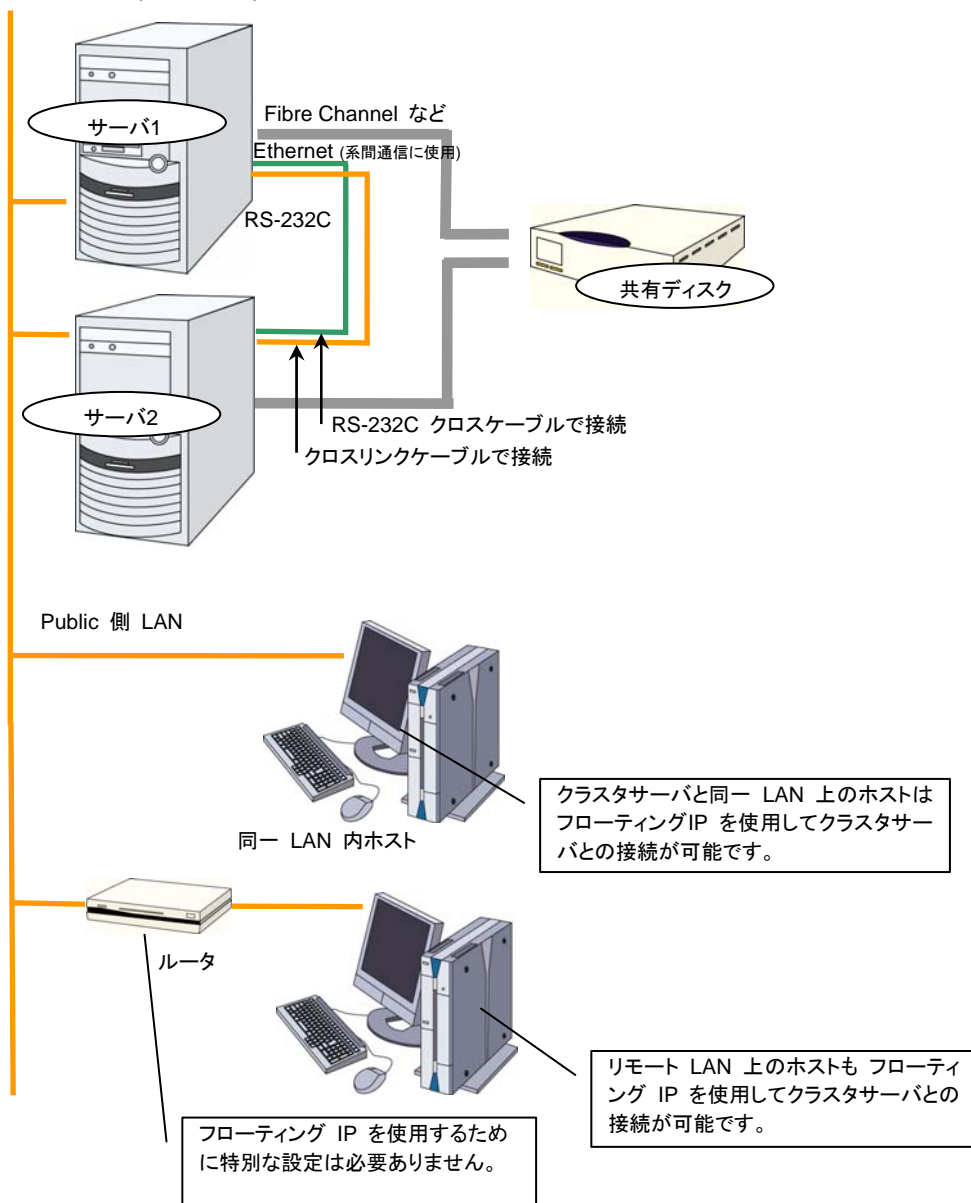 サーバ1
Fibre Channel など
Ethernet (系間通信に使用)
RS-232C
共有ディスク
サーバ2
RS-232C クロスケーブルで接続
クロスリンクケーブルで接続
Public 側 LAN
クラスタサーバと同一 LAN 上のホストは
フローティングIP を使用してクラスタサー
バとの接続が可能です。
同一 LAN 内ホスト
ルータ
リモート LAN 上のホストも フローティ
ング IP を使用してクラスタサーバとの
接続が可能です。
フローティング IP を使用するため
に特別な設定は必要ありません。